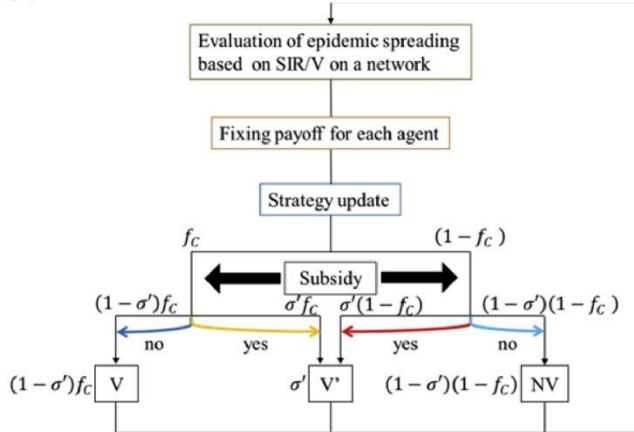 Evaluation of epidemic spreading
based on SIR/V on a network
Fixing payoff for each agent
Strategy update
f_C
(1 − f_C )
Subsidy
(1 − σ′)f_C
σ′f_C
σ′(1 − f_C)
(1 − σ′)(1 − f_C )
no
yes
yes
no
(1 − σ′)f_C
V
σ′
V’
(1 − σ′)(1 − f_C)
NV